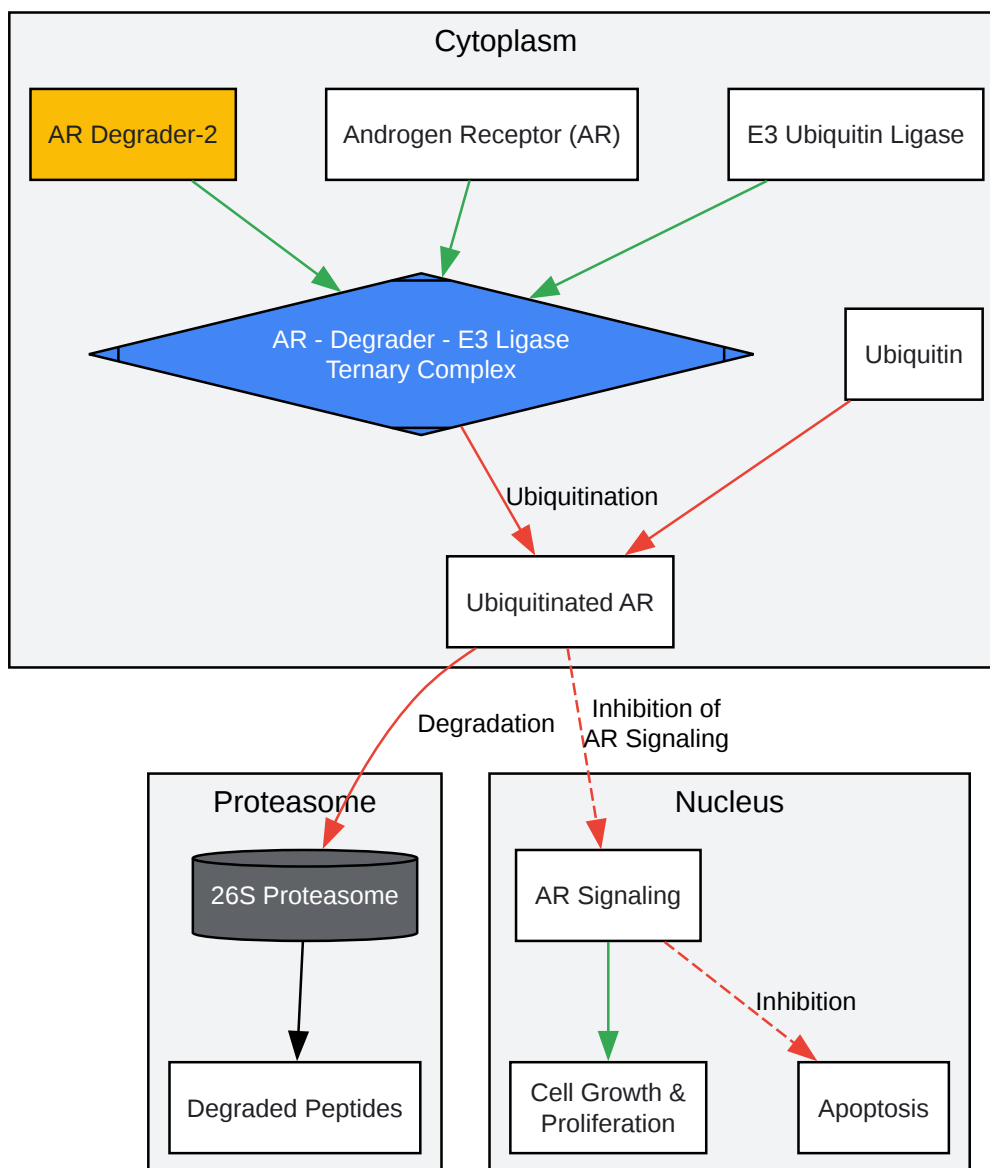 Cytoplasm
AR Degrader-2
Androgen Receptor (AR)
E3 Ubiquitin Ligase
AR - Degrader - E3 Ligase
Ternary Complex
Ubiquitin
Ubiquitination
Ubiquitinated AR
Degradation
Inhibition of
AR Signaling
Proteasome
Nucleus
26S Proteasome
AR Signaling
Inhibition
Degraded Peptides
Cell Growth &
Proliferation
Apoptosis